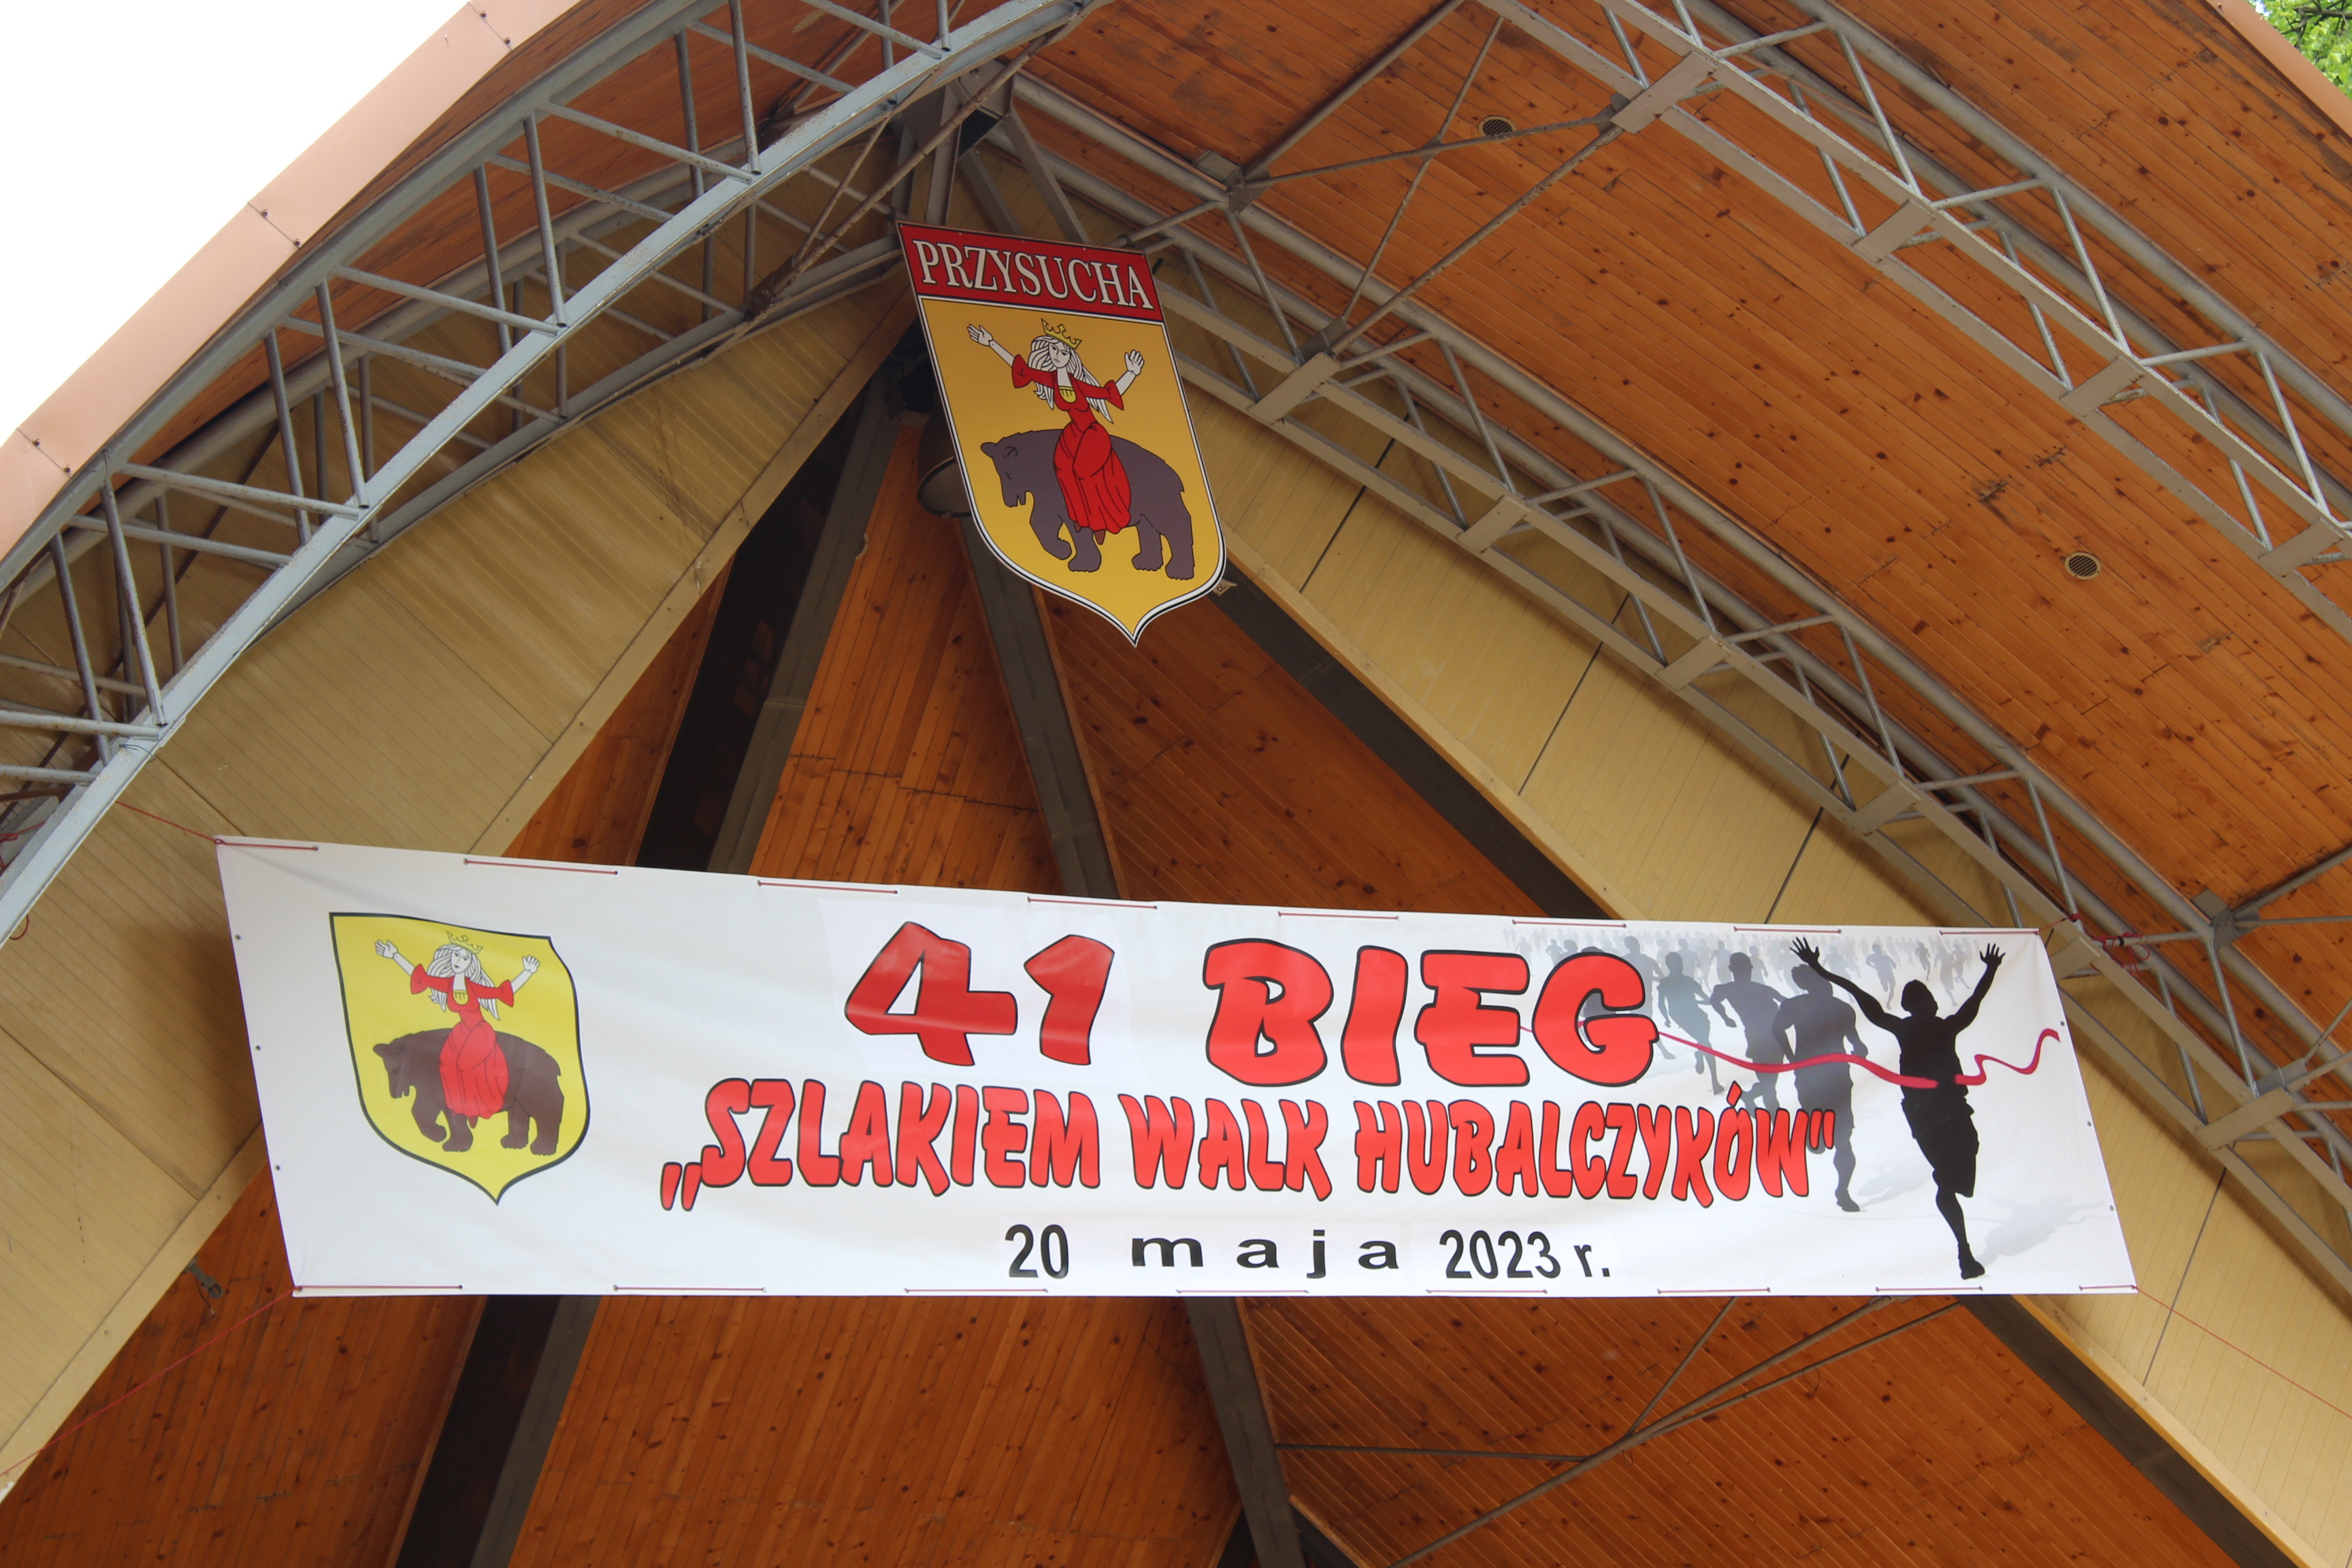 PRZYSUCHA
41 BIEG
„SZLAKIEM WALK HUBALCZYKÓW"
20 maja 2023 r.